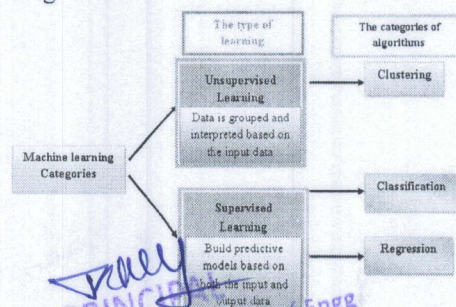 The type of
learning
The categories of
algorithms
Unsupervised
Learning
Data is grouped and
interpreted based on
the input data
Clustering
Machine learning
Categories
Supervised
Learning
Build predictive
models based on
both the input and
output data
Classification
Regression
PRINCIPAL
Engg